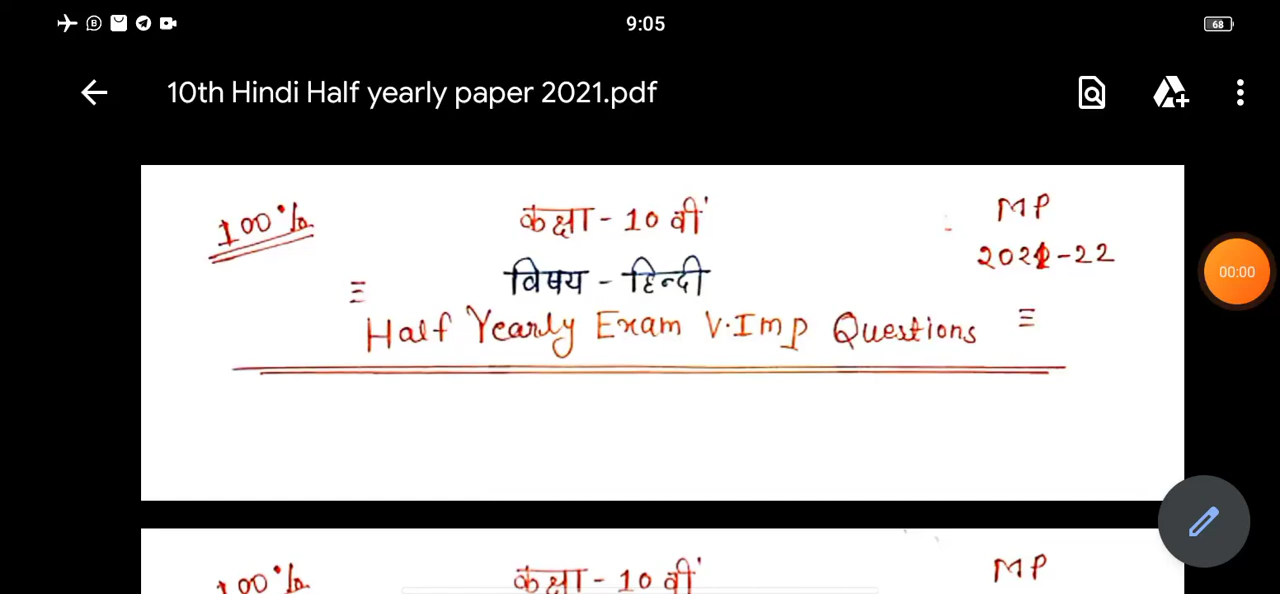 9:05
68
10th Hindi Half yearly paper 2021.pdf
100%
कक्षा - 10 वीं
MP
2021-22
विषय - हिन्दी
Half Yearly Exam V.Imp Questions
00:00
100%
कक्षा - 10 वीं
MP